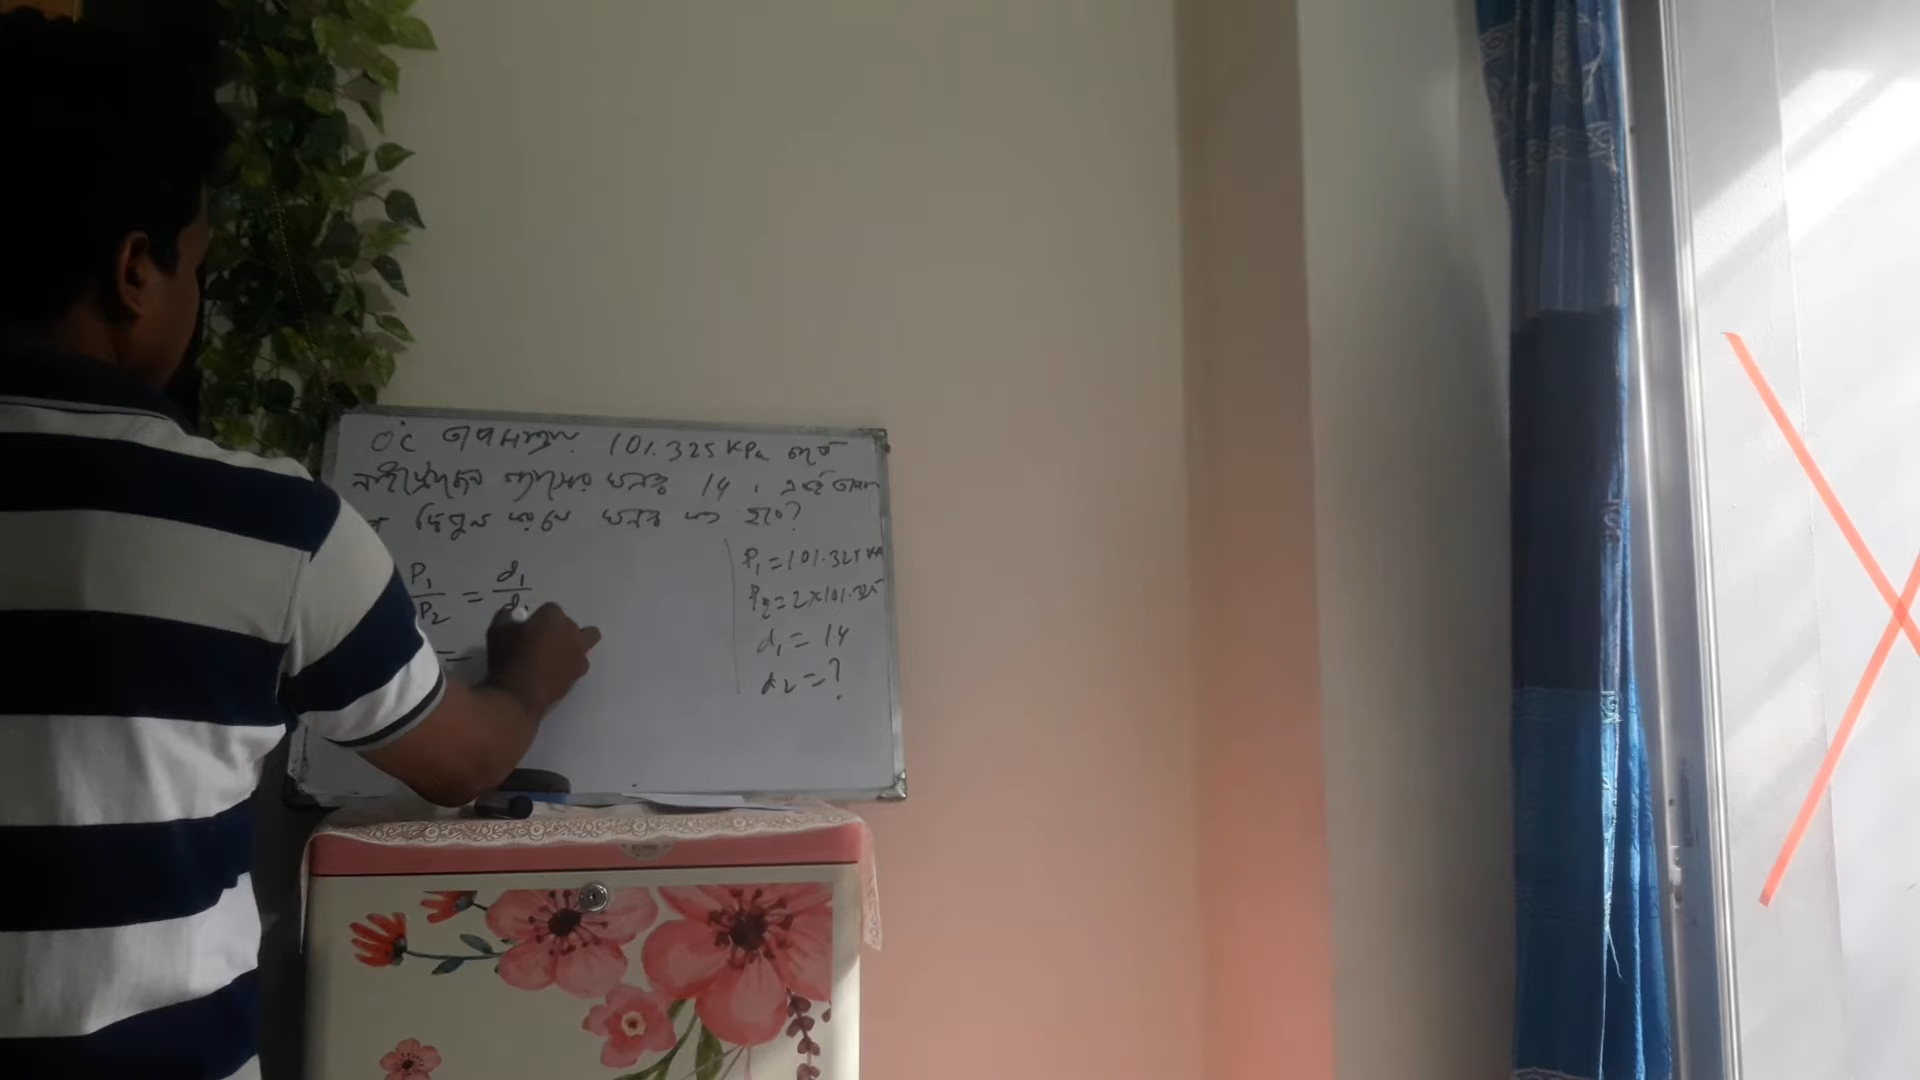 0°C তাপমাত্রায় 101.325 KPa চাপে
নাইট্রোজেন গ্যাসের ঘনত্ব 14 , একই
দ্বিগুন চাপে ঘনত্ব কত হবে?
P₁/P₂ = d₁/d₂
=
P₁ = 101.325 KPa
P₂ = 2×101.325
d₁ = 14
d₂ = ?